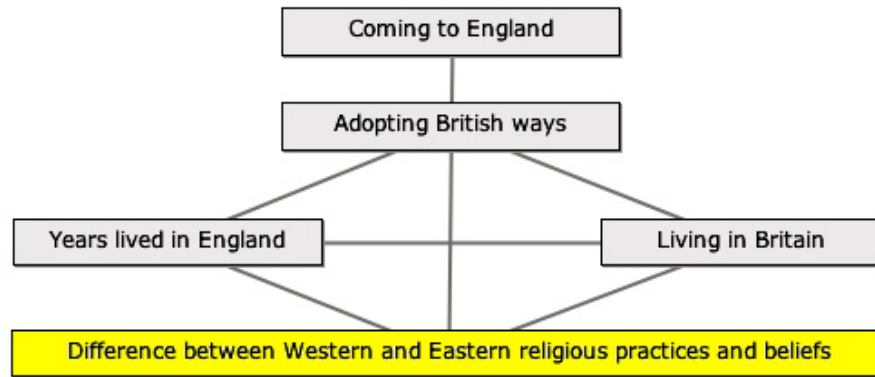 Coming to England
Adopting British ways
Years lived in England
Living in Britain
Difference between Western and Eastern religious practices and beliefs